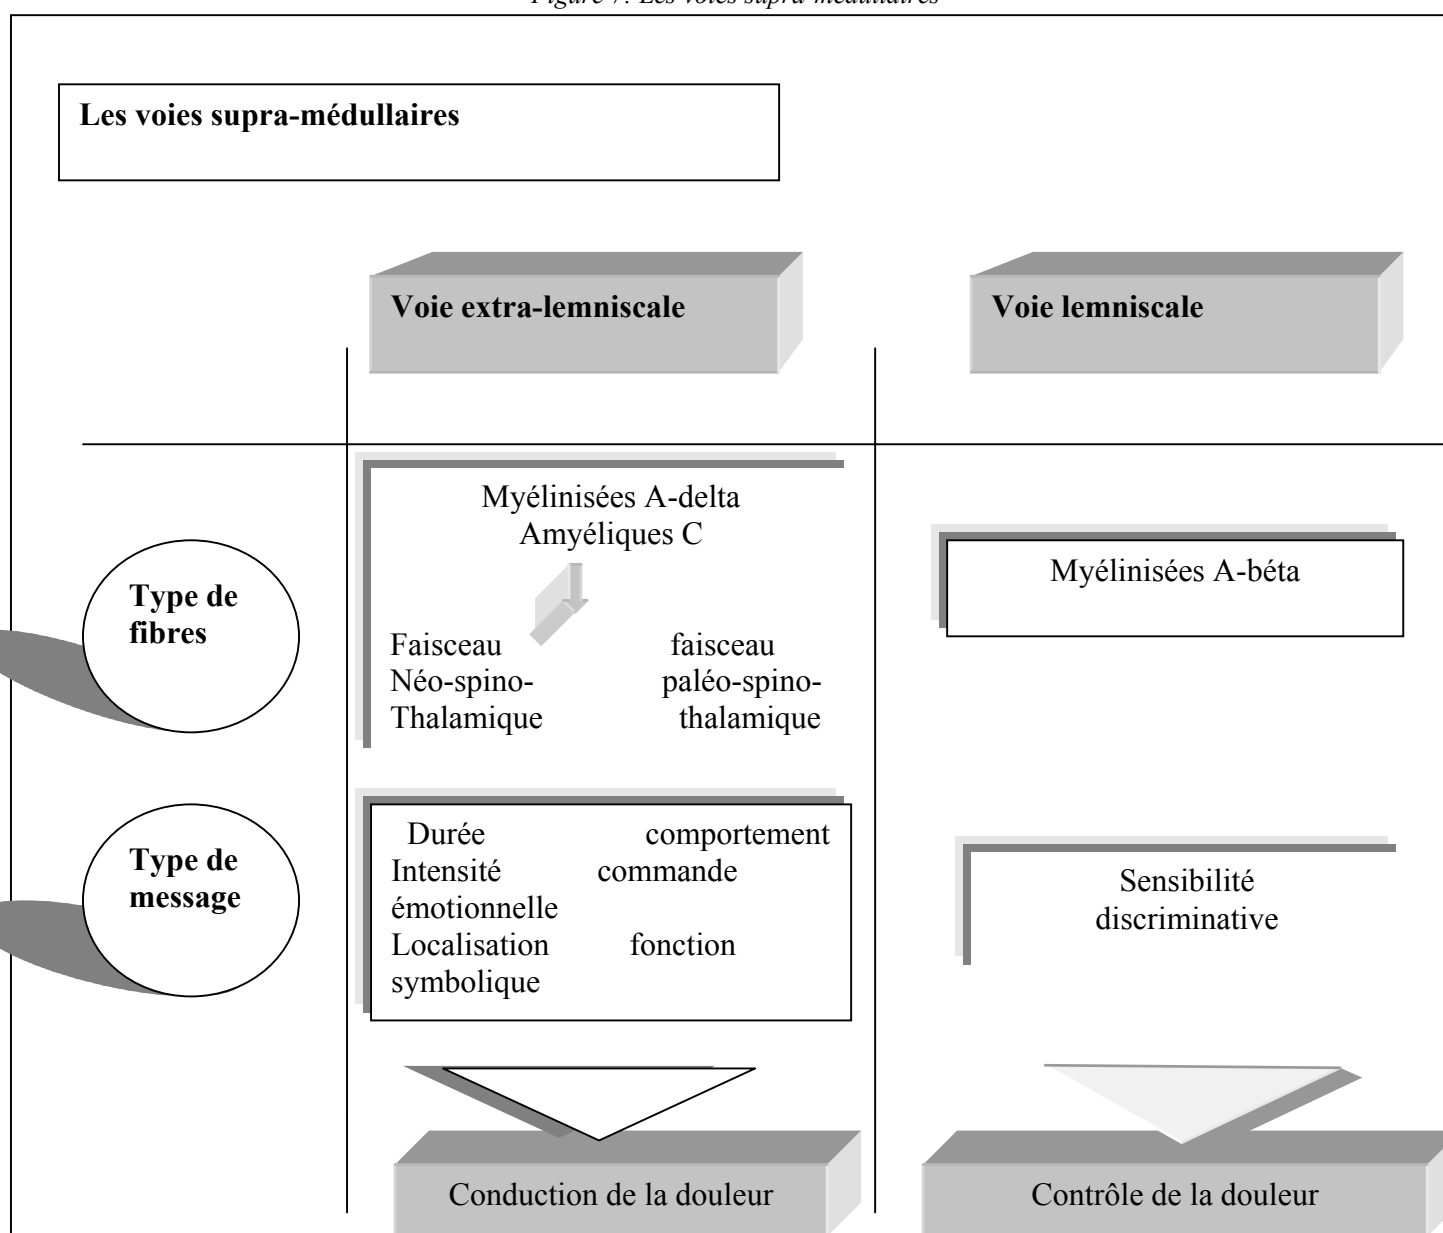 Figure 7. Les voies supra-médullaires
Les voies supra-médullaires
Voie extra-lemniscale
Voie lemniscale
Type de
fibres
Myélinisées A-delta
Amyéliques C
Faisceau faisceau
Néo-spino- paléo-spino-
Thalamique thalamique
Myélinisées A-béta
Type de
message
Durée comportement
Intensité commande
émotionnelle
Localisation fonction
symbolique
Sensibilité
discriminative
Conduction de la douleur
Contrôle de la douleur